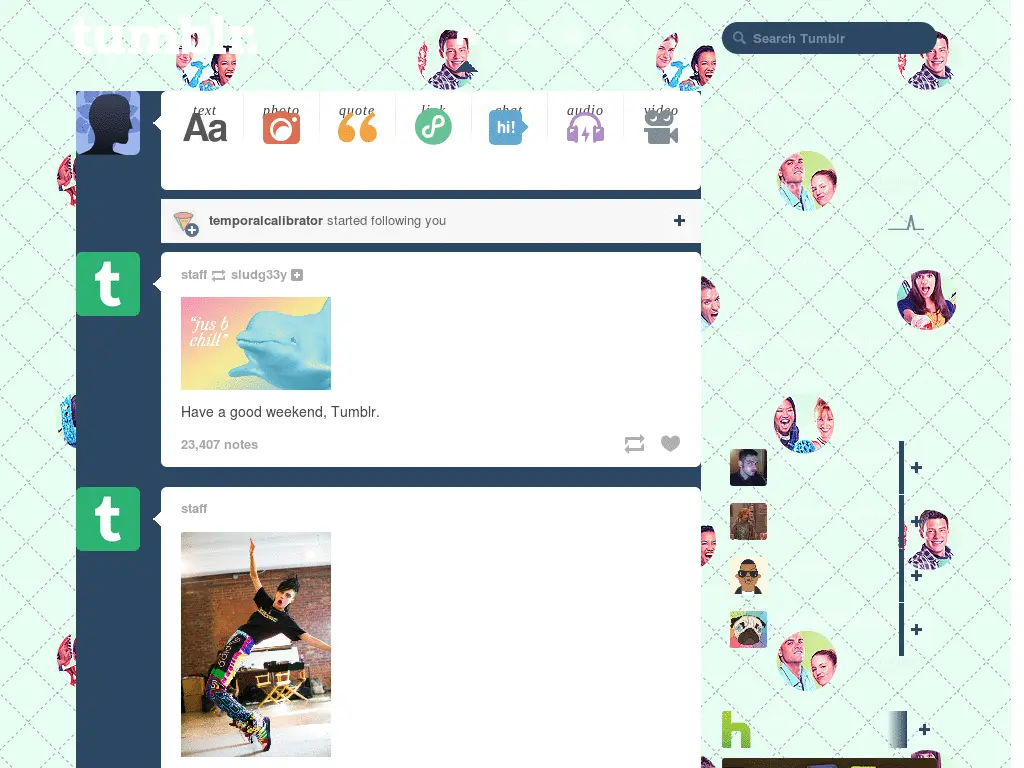 tumblr.
Search Tumblr
text photo quote link chat audio video
Aa
hi!
temporalcalibrator started following you
t
staff sludg33y
"jus b
chill"
Have a good weekend, Tumblr.
23,407 notes
t
staff
h